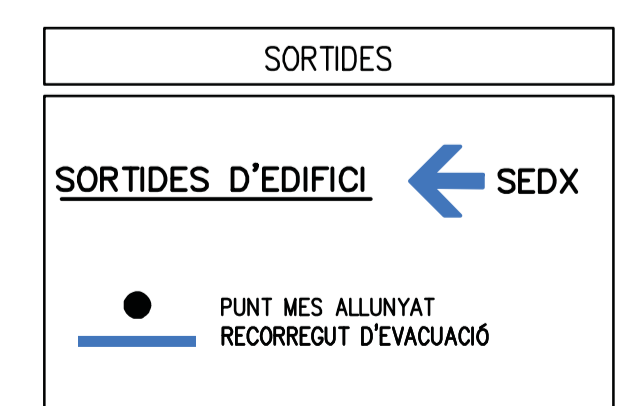 SORTIDES
SORTIDES D'EDIFICI SEDX
PUNT MES ALLUNYAT
RECORREGUT D'EVACUACIÓ